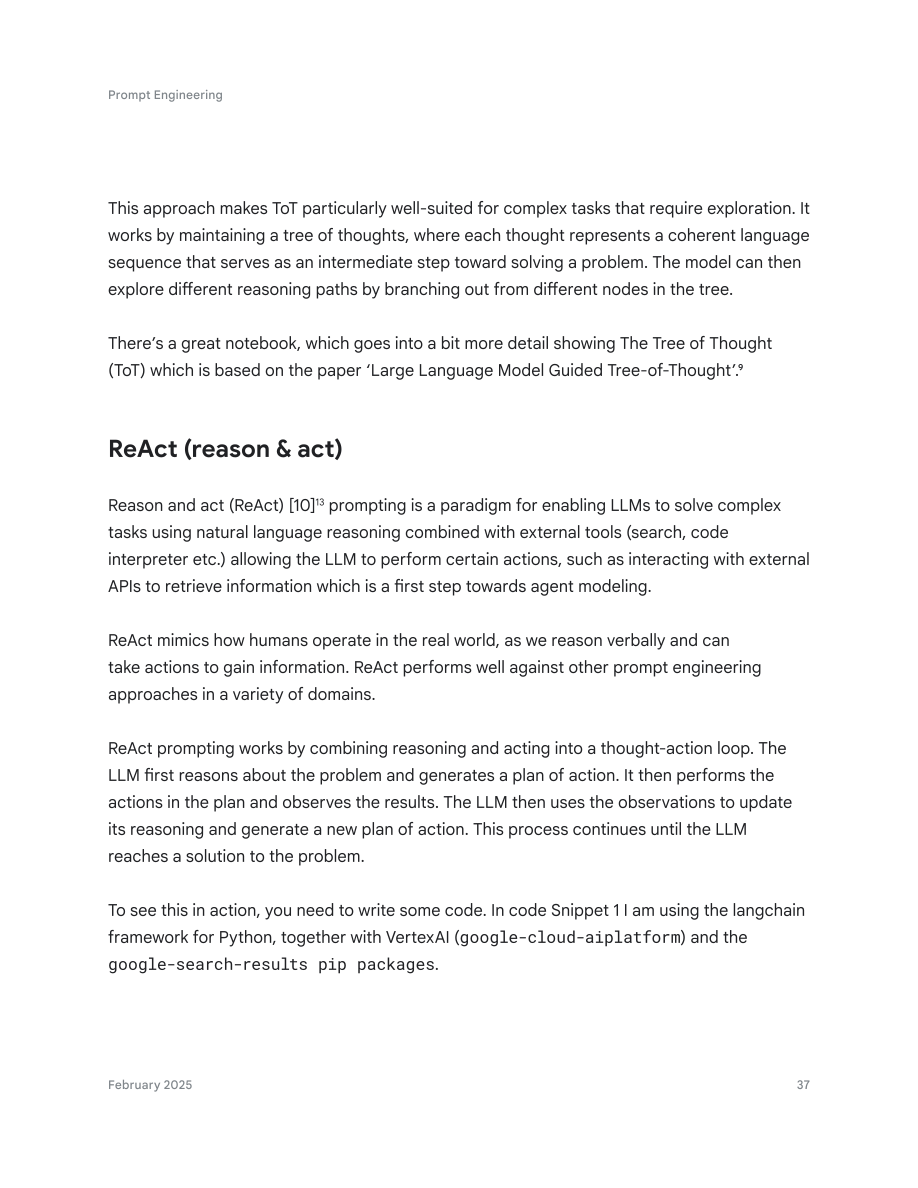 Prompt Engineering
This approach makes ToT particularly well-suited for complex tasks that require exploration. It
works by maintaining a tree of thoughts, where each thought represents a coherent language
sequence that serves as an intermediate step toward solving a problem. The model can then
explore different reasoning paths by branching out from different nodes in the tree.
There’s a great notebook, which goes into a bit more detail showing The Tree of Thought
(ToT) which is based on the paper ‘Large Language Model Guided Tree-of-Thought’.⁹
ReAct (reason & act)
Reason and act (ReAct) [10]¹³ prompting is a paradigm for enabling LLMs to solve complex
tasks using natural language reasoning combined with external tools (search, code
interpreter etc.) allowing the LLM to perform certain actions, such as interacting with external
APIs to retrieve information which is a first step towards agent modeling.
ReAct mimics how humans operate in the real world, as we reason verbally and can
take actions to gain information. ReAct performs well against other prompt engineering
approaches in a variety of domains.
ReAct prompting works by combining reasoning and acting into a thought-action loop. The
LLM first reasons about the problem and generates a plan of action. It then performs the
actions in the plan and observes the results. The LLM then uses the observations to update
its reasoning and generate a new plan of action. This process continues until the LLM
reaches a solution to the problem.
To see this in action, you need to write some code. In code Snippet 1 I am using the langchain
framework for Python, together with VertexAI (google-cloud-aiplatform) and the
google-search-results pip packages.
February 2025
37